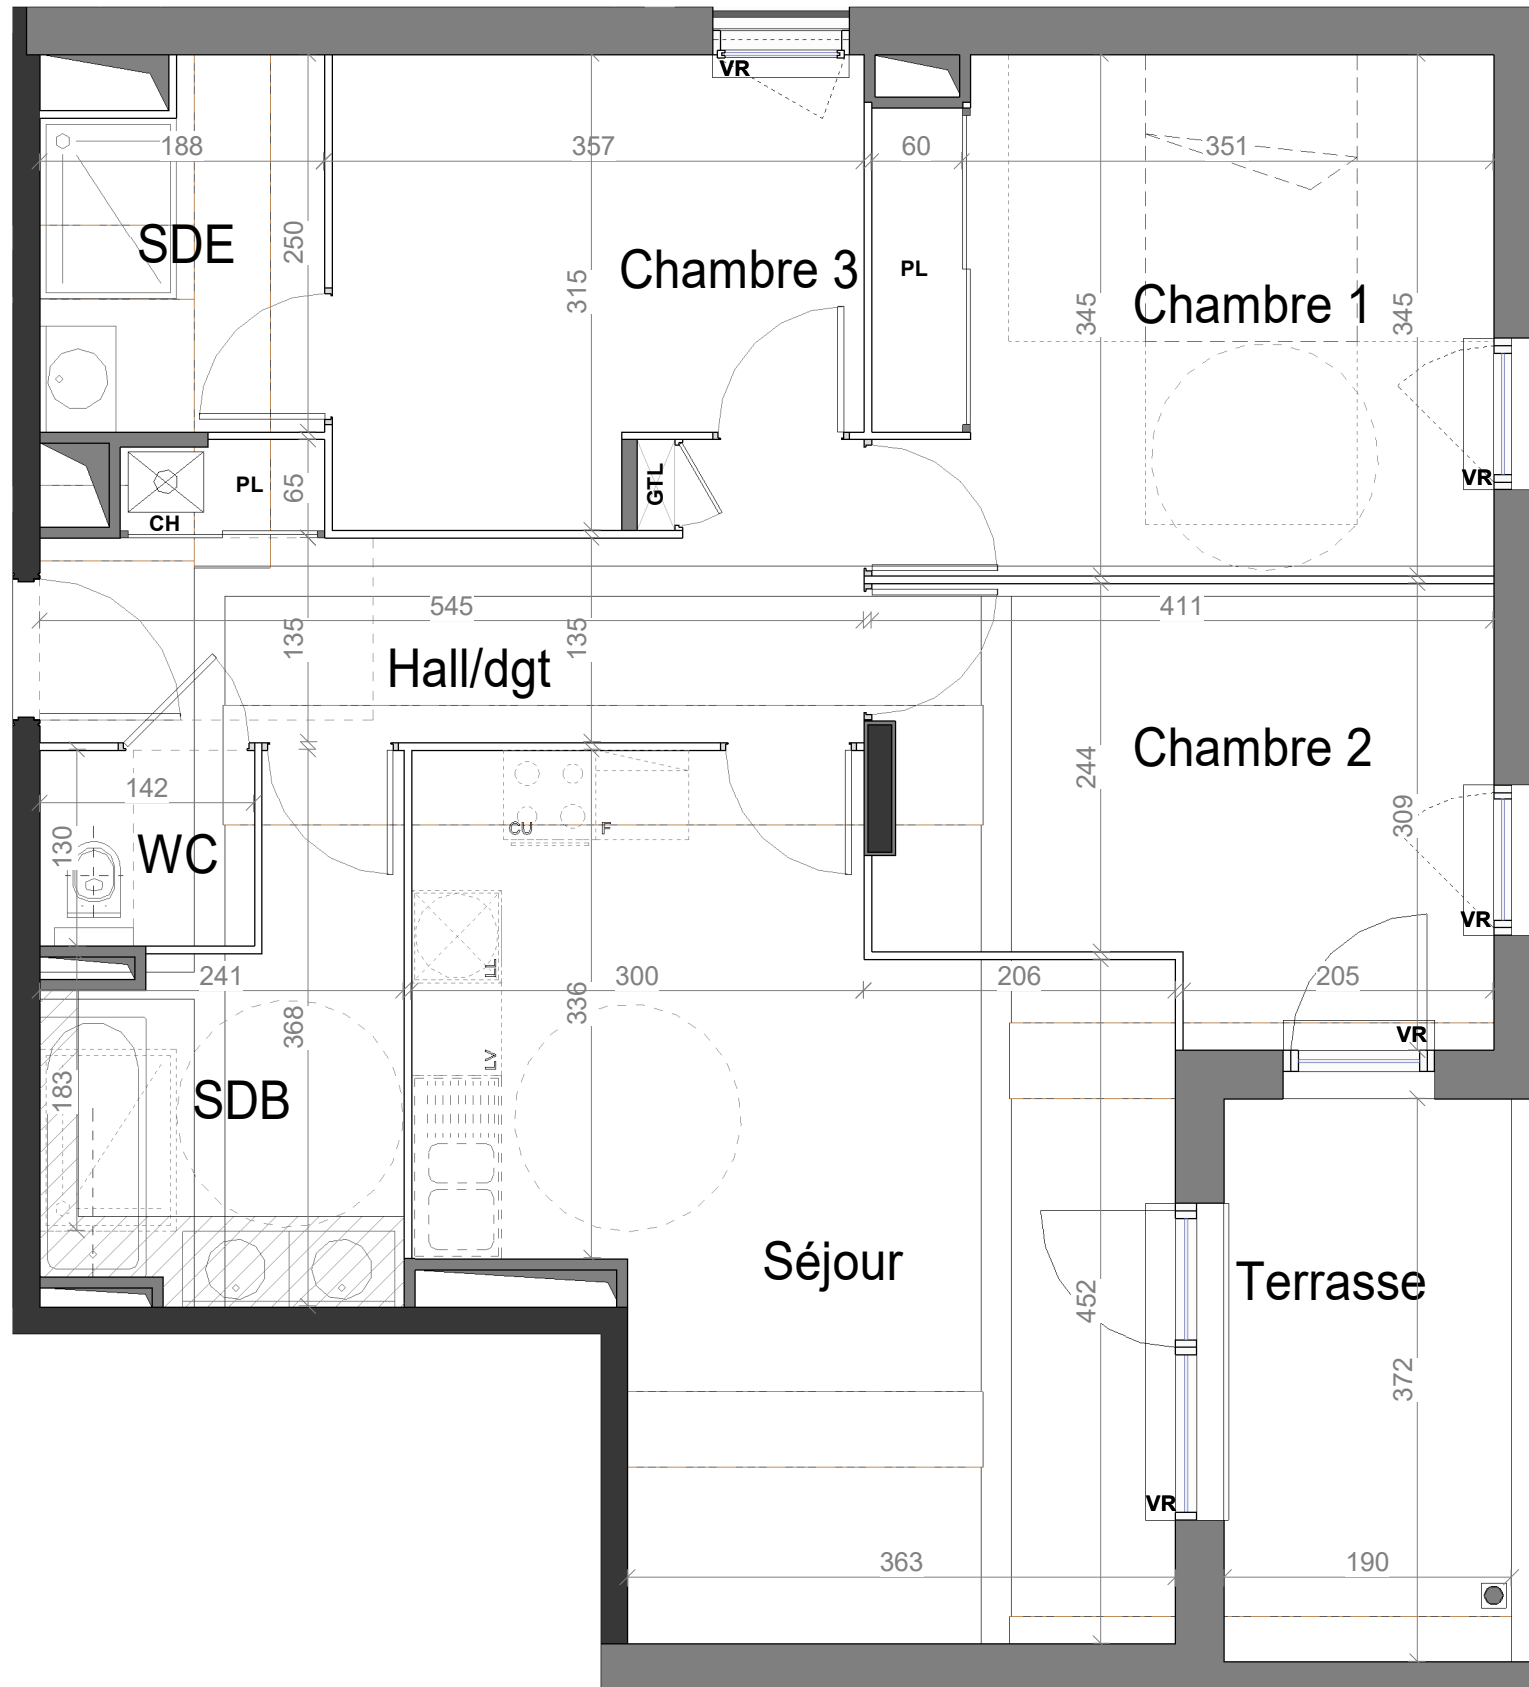 VR
188
357
60
351
SDE
250
Chambre 3
315
PL
Chambre 1
345
345
PL
65
GTL
CH
VR
545
411
135
135
Hall/dgt
Chambre 2
244
309
142
130
WC
CU
F
VR
241
LL
300
336
206
205
368
VR
LV
183
SDB
Séjour
452
Terrasse
372
VR
363
190